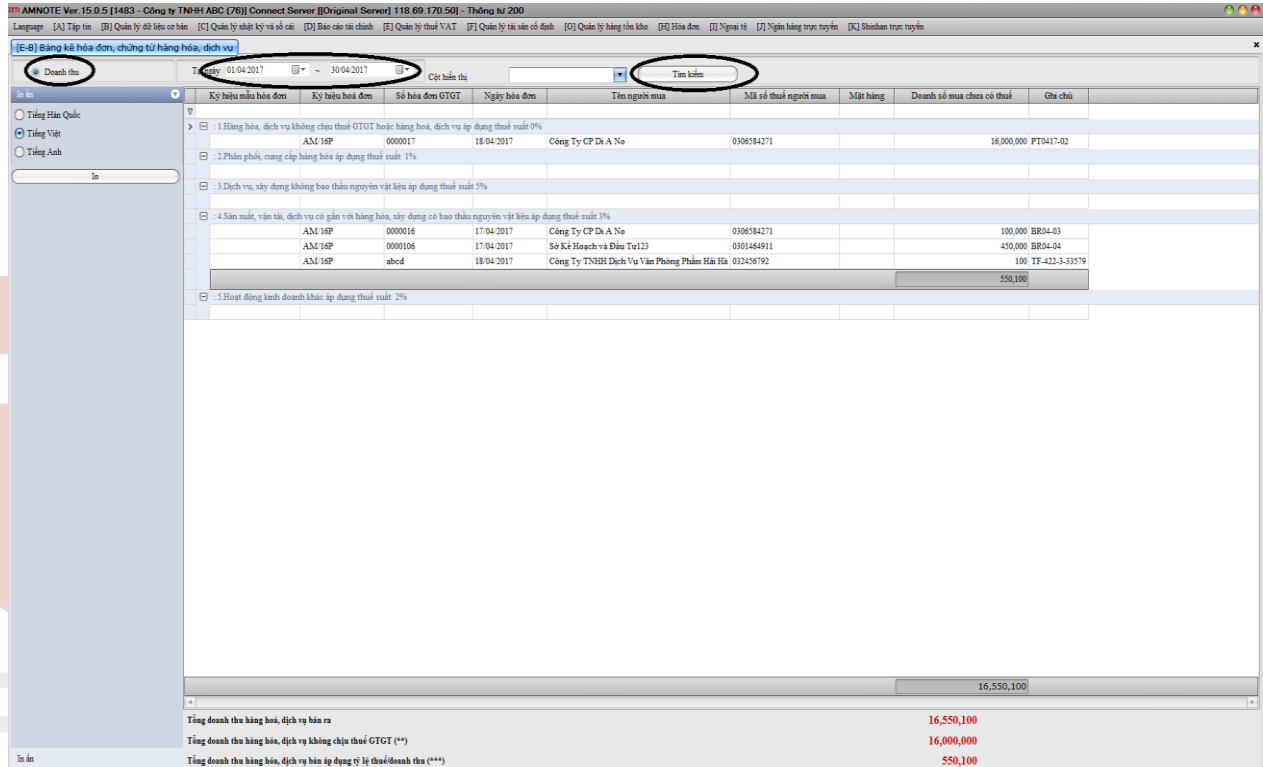 AMNOTE Ver.15.0.5 [1483 - Công ty TNHH ABC (76)] Connect Server [[Original Server] 118.69.170.50] - Thông tư 200
Language [A] Tập tin [B] Quản lý dữ liệu cơ bản [C] Quản lý nhật ký và sổ cái [D] Báo cáo tài chính [E] Quản lý thuế VAT [F] Quản lý tài sản cố định [G] Quản lý hàng tồn kho [H] Hóa đơn [I] Ngoại tệ [J] Ngân hàng trực tuyến [K] Shinhan trực tuyến
[E-B] Bảng kê hóa đơn, chứng từ hàng hóa, dịch vụ
Doanh thu Từ ngày 01/04/2017 ~ 30/04/2017 Cột hiển thị Tìm kiếm
In ấn
Tiếng Hàn Quốc
Tiếng Việt
Tiếng Anh
In
Ký hiệu mẫu hóa đơn Ký hiệu hoá đơn Số hóa đơn GTGT Ngày hóa đơn Tên người mua Mã số thuế người mua Mặt hàng Doanh số mua chưa có thuế Ghi chú
: 1.Hàng hóa, dịch vụ không chịu thuế GTGT hoặc hàng hoá, dịch vụ áp dụng thuế suất 0%
AM/16P 0000017 18/04/2017 Công Ty CP Di A No 0306584271 16,000,000 PT0417-02
: 2.Phân phối, cung cấp hàng hóa áp dụng thuế suất 1%
: 3.Dịch vụ, xây dựng không bao thầu nguyên vật liệu áp dụng thuế suất 5%
: 4.Sản xuất, vận tải, dịch vụ có gắn với hàng hóa, xây dựng có bao thầu nguyên vật liệu áp dụng thuế suất 3%
AM/16P 0000016 17/04/2017 Công Ty CP Di A No 0306584271 100,000 BR04-03
AM/16P 0000106 17/04/2017 Sở Kế Hoạch và Đầu Tư123 0301464911 450,000 BR04-04
AM/16P abcd 18/04/2017 Công Ty TNHH Dịch Vụ Văn Phòng Phẩm Hải Hà 032456792 100 TF-422-3-33579
550,100
: 5.Hoạt động kinh doanh khác áp dụng thuế suất 2%
16,550,100
Tổng doanh thu hàng hoá, dịch vụ bán ra 16,550,100
Tổng doanh thu hàng hóa, dịch vụ không chịu thuế GTGT (**) 16,000,000
Tổng doanh thu hàng hóa, dịch vụ bán áp dụng tỷ lệ thuế/doanh thu (***) 550,100
In ấn